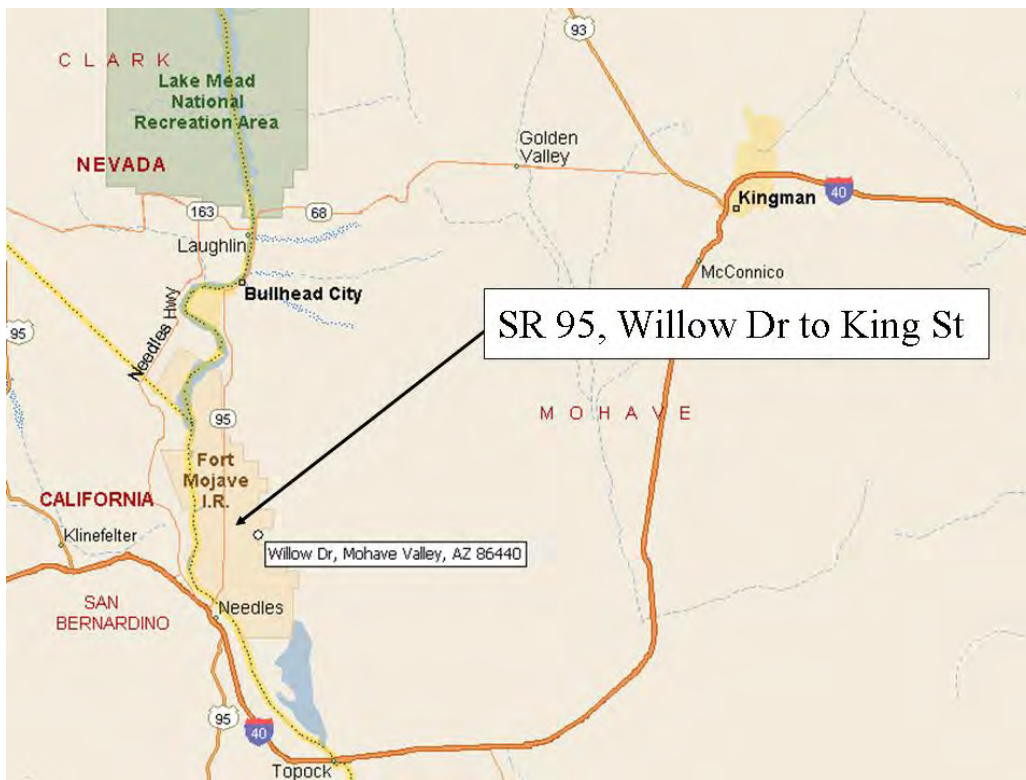 93
C L A R K
Lake Mead
National
Recreation Area
Golden
Valley
NEVADA
40
Kingman
163
68
Laughlin
McConnico
Bullhead City
SR 95, Willow Dr to King St
95
Needles Hwy
M O H A V E
95
Fort
Mojave
I.R.
CALIFORNIA
Klinefelter
Willow Dr, Mohave Valley, AZ 86440
SAN
BERNARDINO
Needles
95
40
Topock